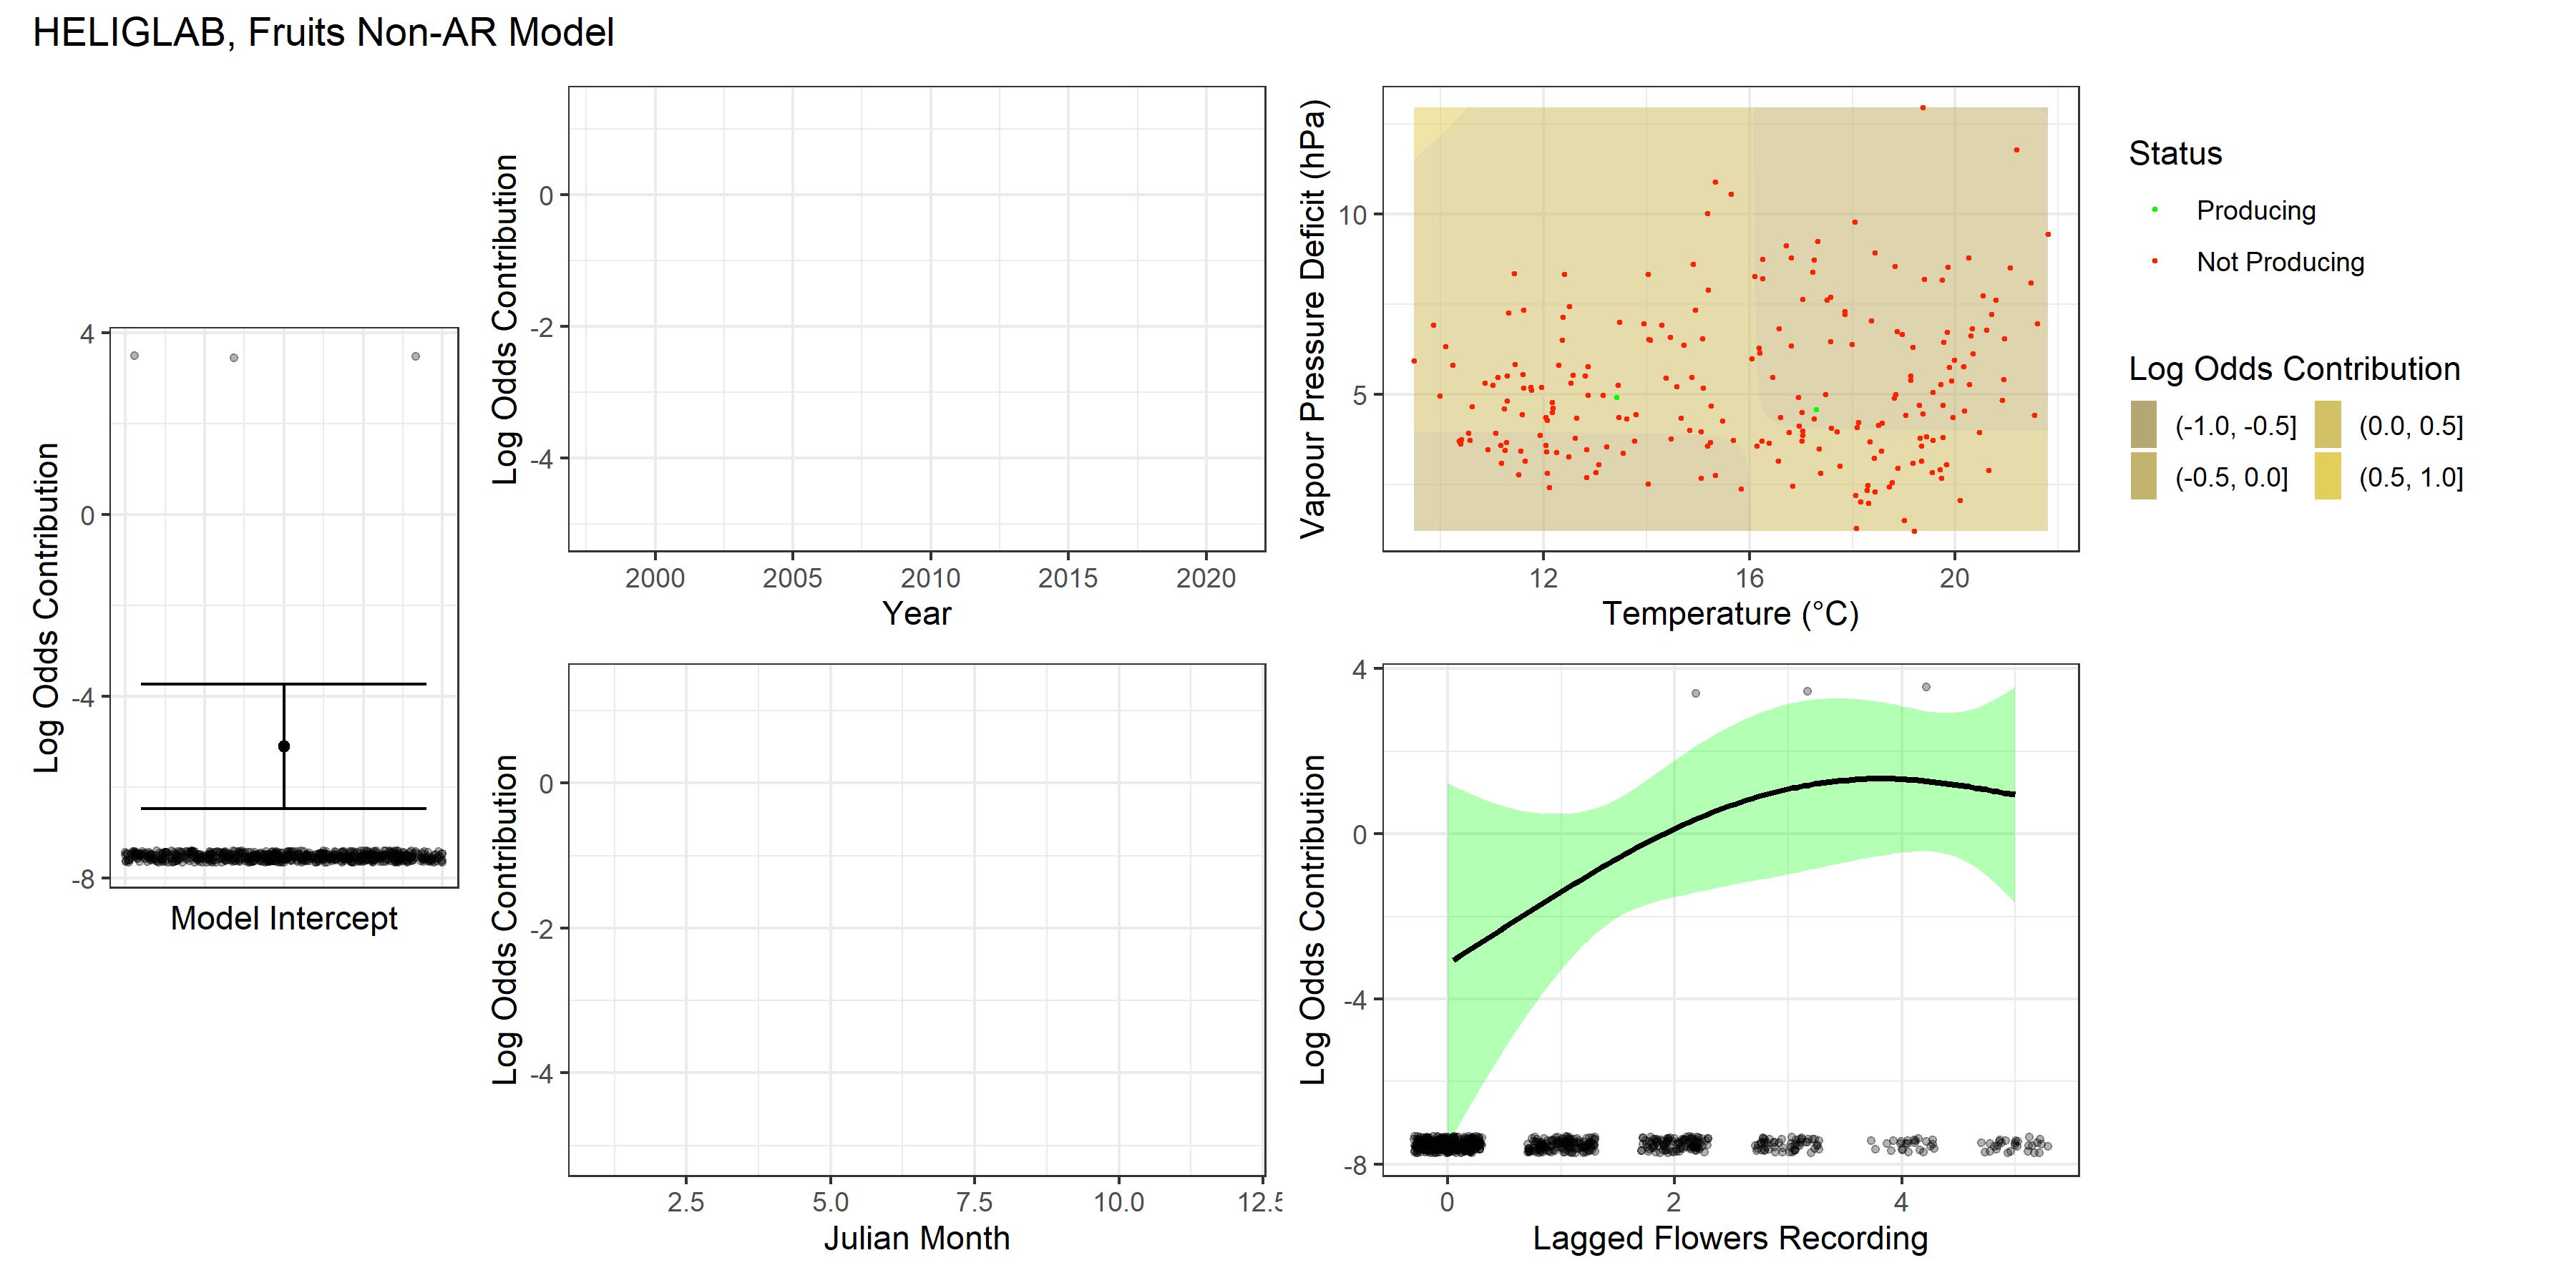 HELIGLAB, Fruits Non-AR Model
Log Odds Contribution
4
0
-4
-8
Model Intercept
Log Odds Contribution
0
-2
-4
2000 2005 2010 2015 2020
Year
Vapour Pressure Deficit (hPa)
10
5
12 16 20
Temperature (°C)
Status
Producing
Not Producing
Log Odds Contribution
(-1.0, -0.5] (0.0, 0.5]
(-0.5, 0.0] (0.5, 1.0]
Log Odds Contribution
0
-2
-4
2.5 5.0 7.5 10.0 12.5
Julian Month
Log Odds Contribution
4
0
-4
-8
0 2 4
Lagged Flowers Recording